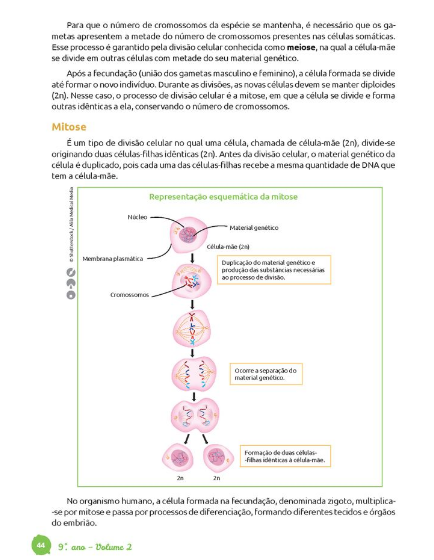 Para que o número de cromossomos da espécie se mantenha, é necessário que os ga-
metas apresentem a metade do número de cromossomos presentes nas células somáticas.
Esse processo é garantido pela divisão celular conhecida como meiose, na qual a célula-mãe
se divide em outras células com metade do seu material genético.
Após a fecundação (união dos gametas masculino e feminino), a célula formada se divide
até formar o novo indivíduo. Durante as divisões, as novas células devem se manter diploides
(2n). Nesse caso, o processo de divisão celular é a mitose, em que a célula se divide e forma
outras idênticas a ela, conservando o número de cromossomos.
Mitose
É um tipo de divisão celular no qual uma célula, chamada de célula-mãe (2n), divide-se
originando duas células-filhas idênticas (2n). Antes da divisão celular, o material genético da
célula é duplicado, pois cada uma das células-filhas recebe a mesma quantidade de DNA que
tem a célula-mãe.
© Shutterstock / Alila Medical Media
Representação esquemática da mitose
Núcleo
Material genético
Célula-mãe (2n)
Membrana plasmática
Duplicação do material genético e
produção das substâncias necessárias
ao processo de divisão.
Cromossomos
Ocorre a separação do
material genético.
Formação de duas células-
-filhas idênticas à célula-mãe.
2n 2n
No organismo humano, a célula formada na fecundação, denominada zigoto, multiplica-
-se por mitose e passa por processos de diferenciação, formando diferentes tecidos e órgãos
do embrião.
44 9º. ano – Volume 2